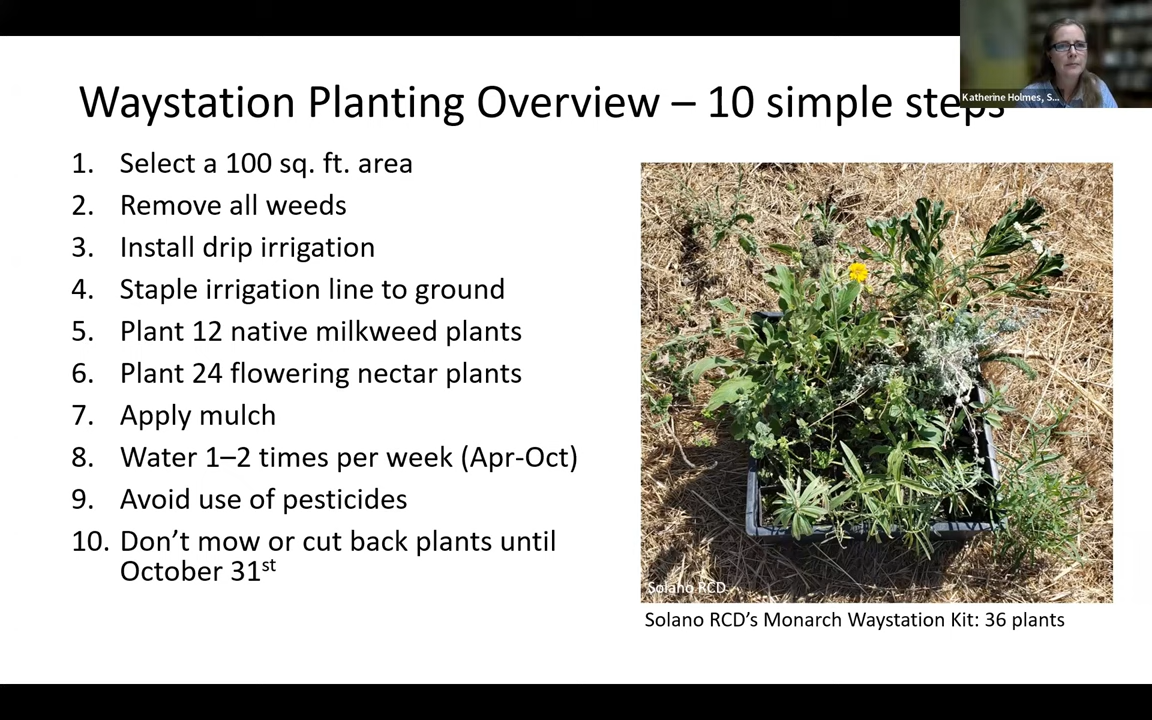 Waystation Planting Overview – 10 simple steps
Katherine Holmes, S...
1. Select a 100 sq. ft. area
2. Remove all weeds
3. Install drip irrigation
4. Staple irrigation line to ground
5. Plant 12 native milkweed plants
6. Plant 24 flowering nectar plants
7. Apply mulch
8. Water 1–2 times per week (Apr-Oct)
9. Avoid use of pesticides
10. Don’t mow or cut back plants until
October 31st
Solano RCD
Solano RCD’s Monarch Waystation Kit: 36 plants